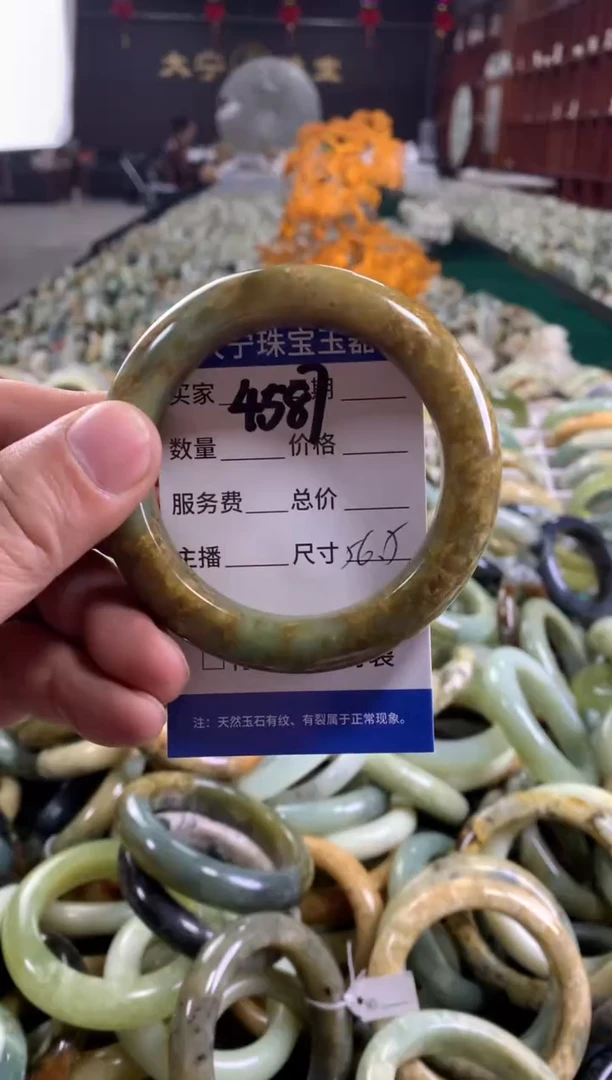 大宁
宁珠宝玉器
买家 4587 期
数量 价格
服务费 总价
主播 尺寸 56.5
注：天然玉石有纹、有裂属于正常现象。